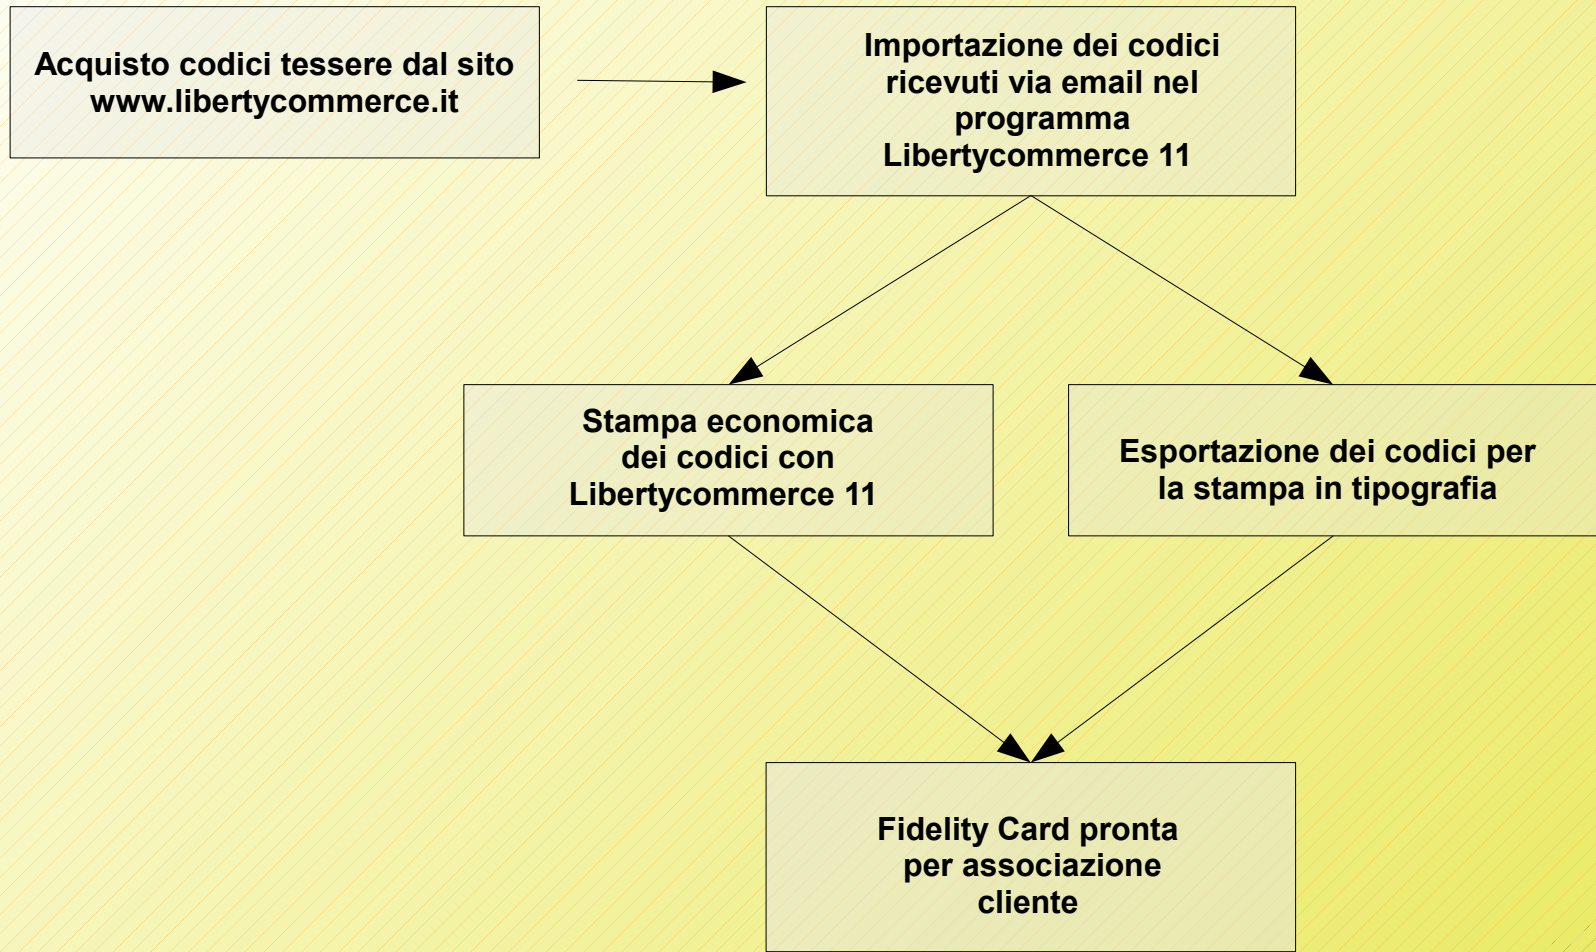 Acquisto codici tessere dal sito
www.libertycommerce.it
Importazione dei codici
ricevuti via email nel
programma
Libertycommerce 11
Stampa economica
dei codici con
Libertycommerce 11
Esportazione dei codici per
la stampa in tipografia
Fidelity Card pronta
per associazione
cliente